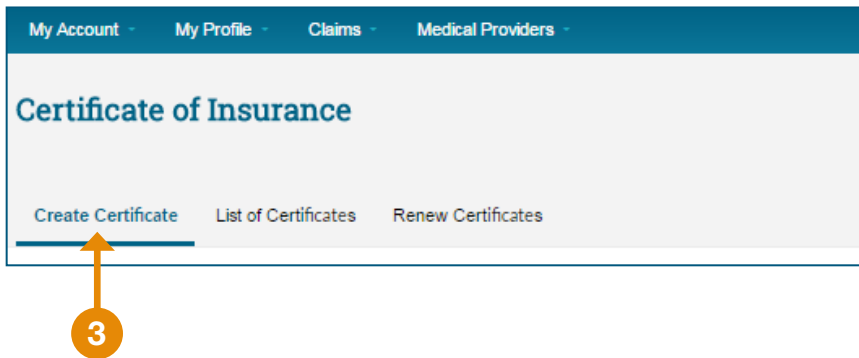 My Account My Profile Claims Medical Providers
Certificate of Insurance
Create Certificate List of Certificates Renew Certificates
3